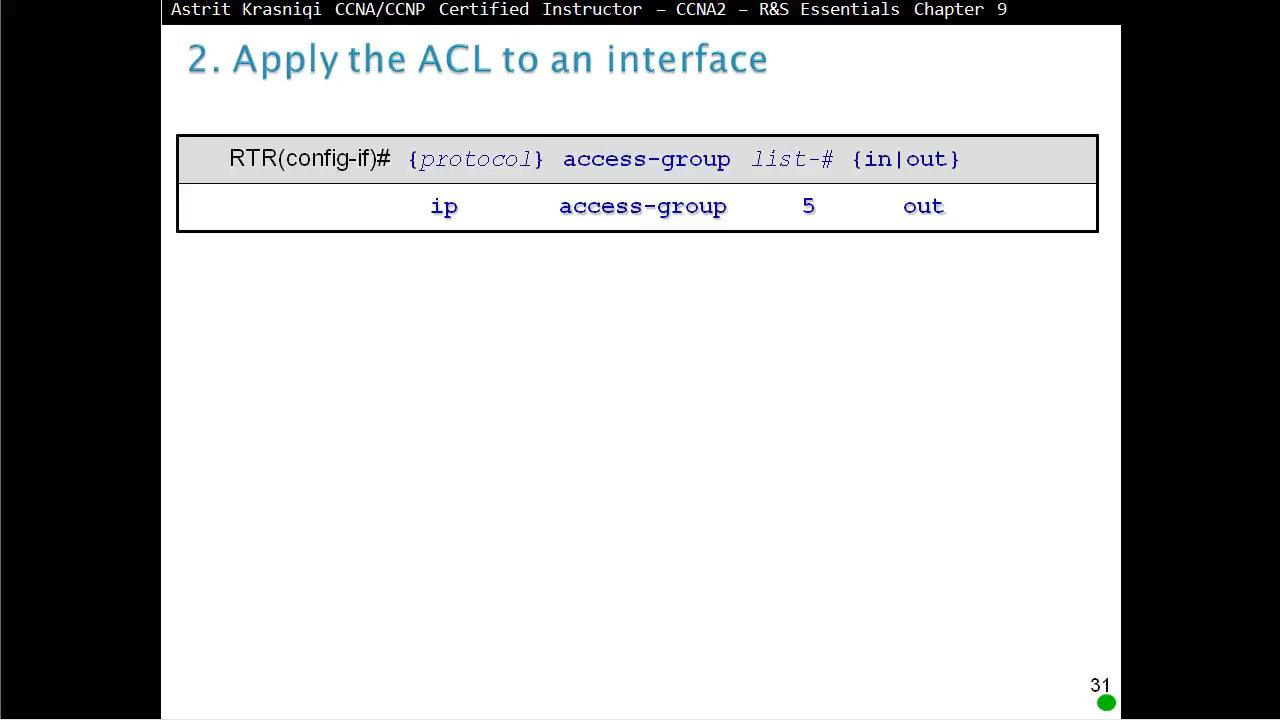 Astrit Krasniqi CCNA/CCNP Certified Instructor – CCNA2 – R&S Essentials Chapter 9
2. Apply the ACL to an interface
RTR(config-if)# {protocol} access-group list-# {in|out}
ip access-group 5 out
31